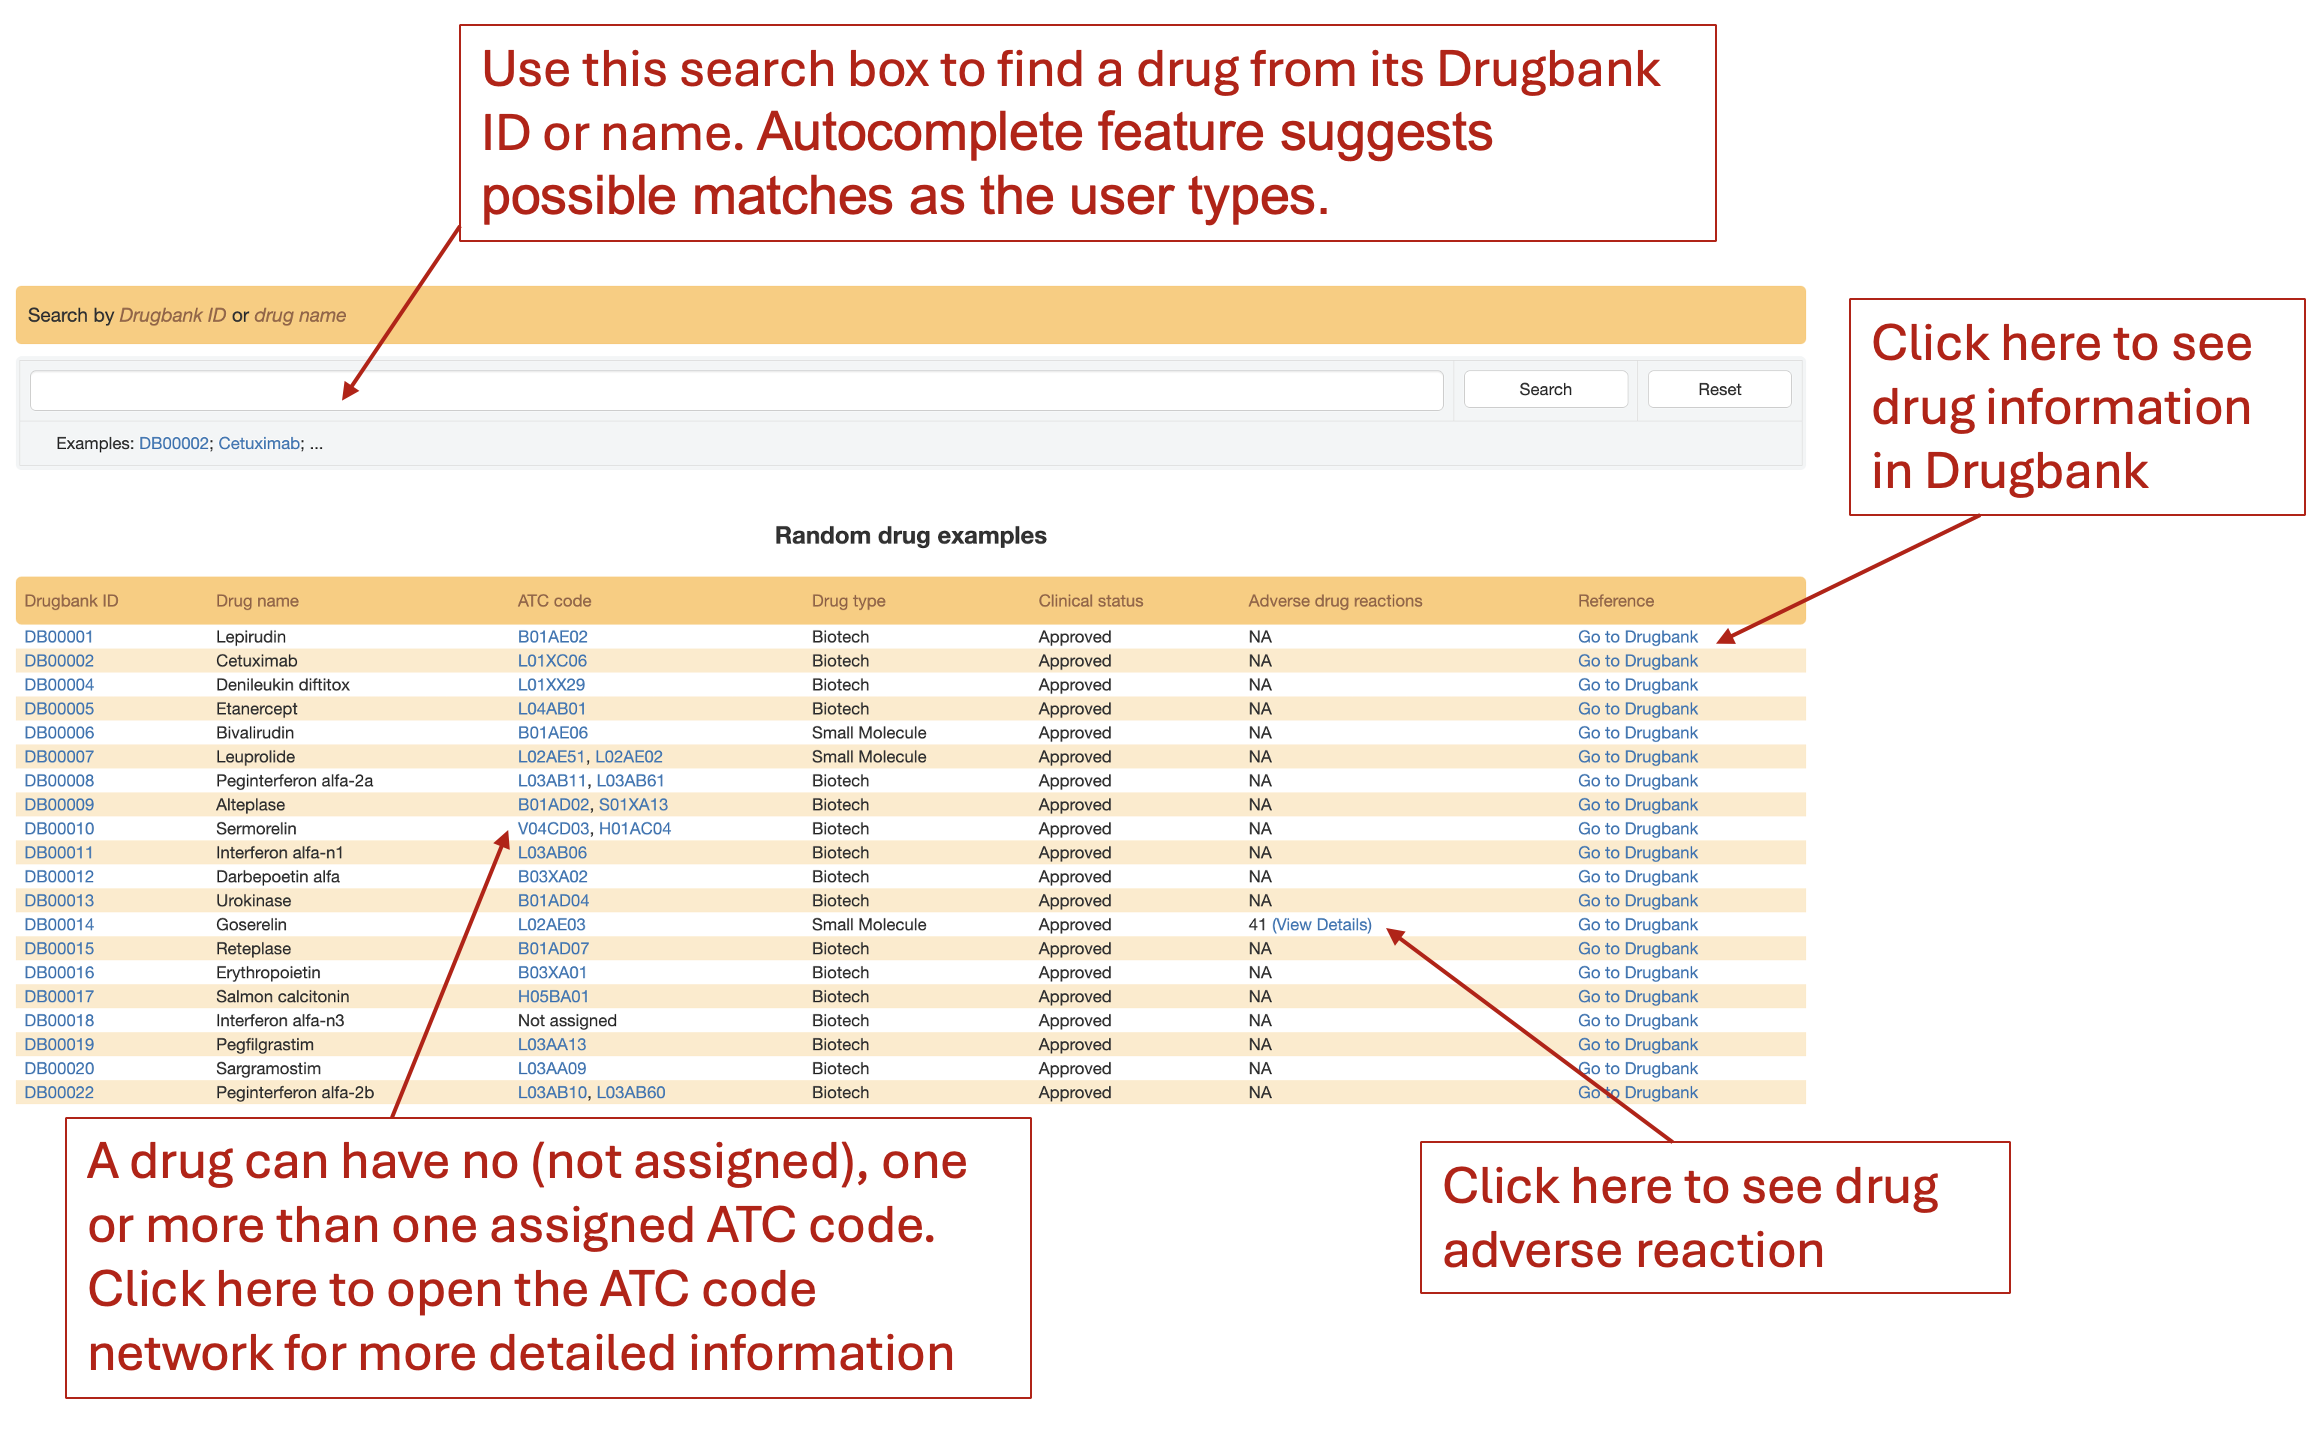 Use this search box to find a drug from its Drugbank
ID or name. Autocomplete feature suggests
possible matches as the user types.
Search by Drugbank ID or drug name
Search Reset
Examples: DB00002; Cetuximab; ...
Click here to see
drug information
in Drugbank
Random drug examples
Drugbank ID Drug name ATC code Drug type Clinical status Adverse drug reactions Reference
DB00001 Lepirudin B01AE02 Biotech Approved NA Go to Drugbank
DB00002 Cetuximab L01XC06 Biotech Approved NA Go to Drugbank
DB00004 Denileukin diftitox L01XX29 Biotech Approved NA Go to Drugbank
DB00005 Etanercept L04AB01 Biotech Approved NA Go to Drugbank
DB00006 Bivalirudin B01AE06 Small Molecule Approved NA Go to Drugbank
DB00007 Leuprolide L02AE51, L02AE02 Small Molecule Approved NA Go to Drugbank
DB00008 Peginterferon alfa-2a L03AB11, L03AB61 Biotech Approved NA Go to Drugbank
DB00009 Alteplase B01AD02, S01XA13 Biotech Approved NA Go to Drugbank
DB00010 Sermorelin V04CD03, H01AC04 Biotech Approved NA Go to Drugbank
DB00011 Interferon alfa-n1 L03AB06 Biotech Approved NA Go to Drugbank
DB00012 Darbepoetin alfa B03XA02 Biotech Approved NA Go to Drugbank
DB00013 Urokinase B01AD04 Biotech Approved NA Go to Drugbank
DB00014 Goserelin L02AE03 Small Molecule Approved 41 (View Details) Go to Drugbank
DB00015 Reteplase B01AD07 Biotech Approved NA Go to Drugbank
DB00016 Erythropoietin B03XA01 Biotech Approved NA Go to Drugbank
DB00017 Salmon calcitonin H05BA01 Biotech Approved NA Go to Drugbank
DB00018 Interferon alfa-n3 Not assigned Biotech Approved NA Go to Drugbank
DB00019 Pegfilgrastim L03AA13 Biotech Approved NA Go to Drugbank
DB00020 Sargramostim L03AA09 Biotech Approved NA Go to Drugbank
DB00022 Peginterferon alfa-2b L03AB10, L03AB60 Biotech Approved NA Go to Drugbank
A drug can have no (not assigned), one
or more than one assigned ATC code.
Click here to open the ATC code
network for more detailed information
Click here to see drug
adverse reaction